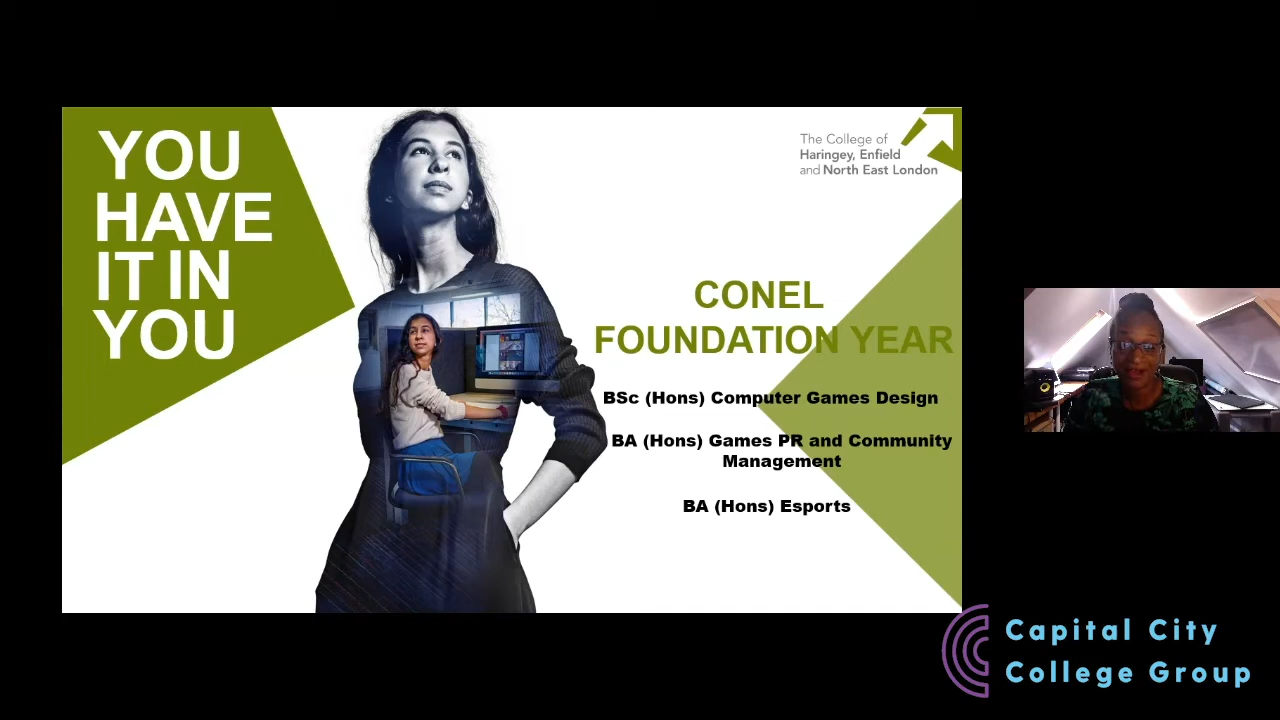 YOU
HAVE
IT IN
YOU
The College of
Haringey, Enfield
and North East London
CONEL
FOUNDATION YEAR
BSc (Hons) Computer Games Design
BA (Hons) Games PR and Community
Management
BA (Hons) Esports
Capital City
College Group